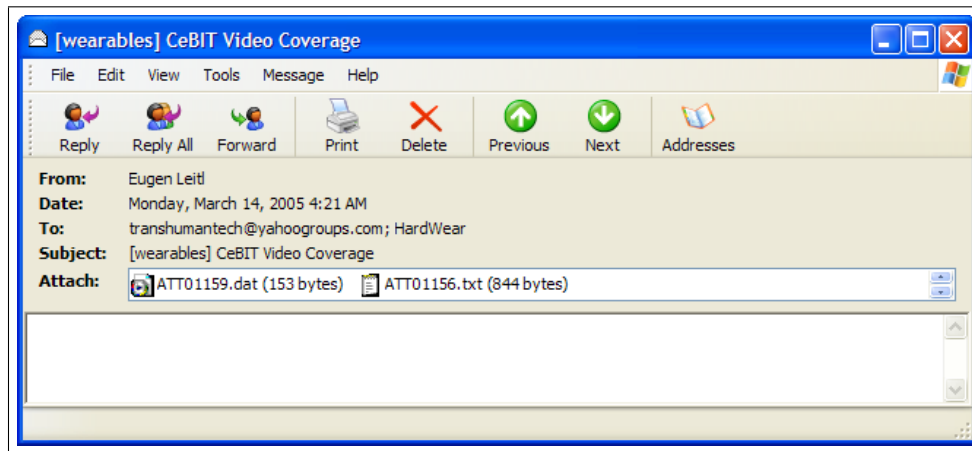 [wearables] CeBIT Video Coverage
File Edit View Tools Message Help
Reply Reply All Forward Print Delete Previous Next Addresses
From: Eugen Leitl
Date: Monday, March 14, 2005 4:21 AM
To: transhumantech@yahoogroups.com; HardWear
Subject: [wearables] CeBIT Video Coverage
Attach: ATT01159.dat (153 bytes) ATT01156.txt (844 bytes)